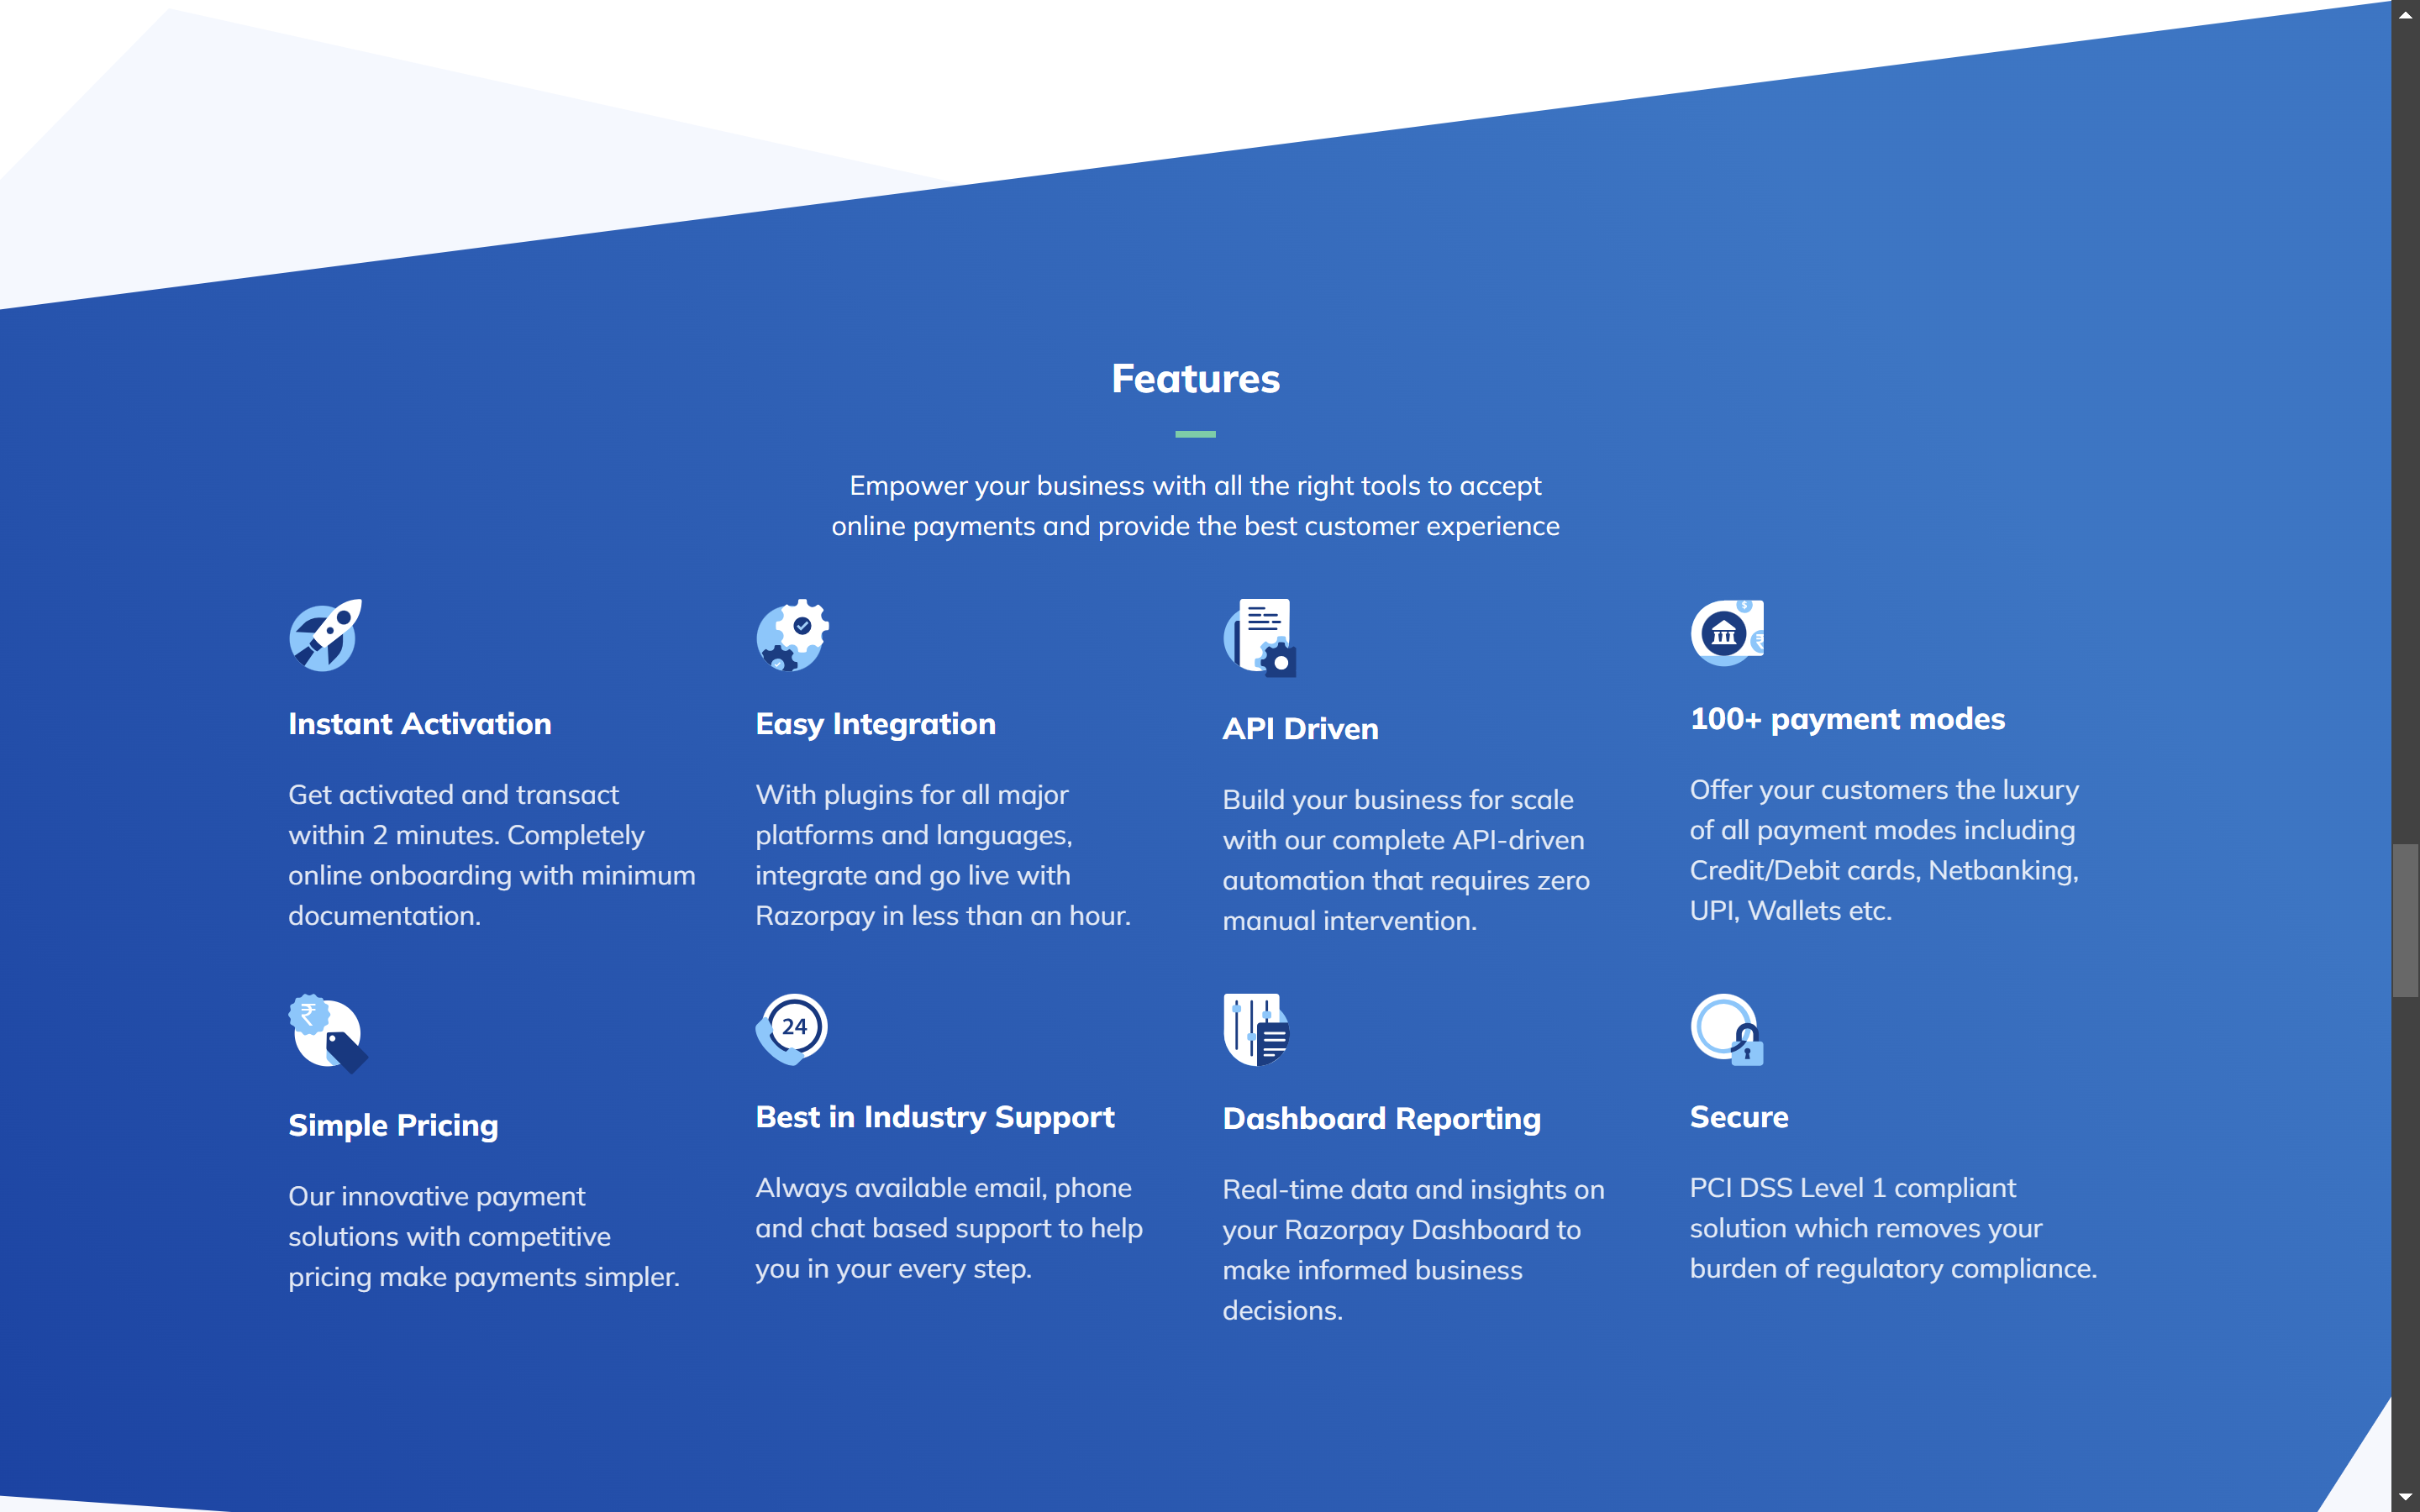 Features
Empower your business with all the right tools to accept
online payments and provide the best customer experience
$
₹
Instant Activation
Get activated and transact
within 2 minutes. Completely
online onboarding with minimum
documentation.
Easy Integration
With plugins for all major
platforms and languages,
integrate and go live with
Razorpay in less than an hour.
API Driven
Build your business for scale
with our complete API-driven
automation that requires zero
manual intervention.
100+ payment modes
Offer your customers the luxury
of all payment modes including
Credit/Debit cards, Netbanking,
UPI, Wallets etc.
₹
Simple Pricing
Our innovative payment
solutions with competitive
pricing make payments simpler.
24
Best in Industry Support
Always available email, phone
and chat based support to help
you in your every step.
Dashboard Reporting
Real-time data and insights on
your Razorpay Dashboard to
make informed business
decisions.
Secure
PCI DSS Level 1 compliant
solution which removes your
burden of regulatory compliance.